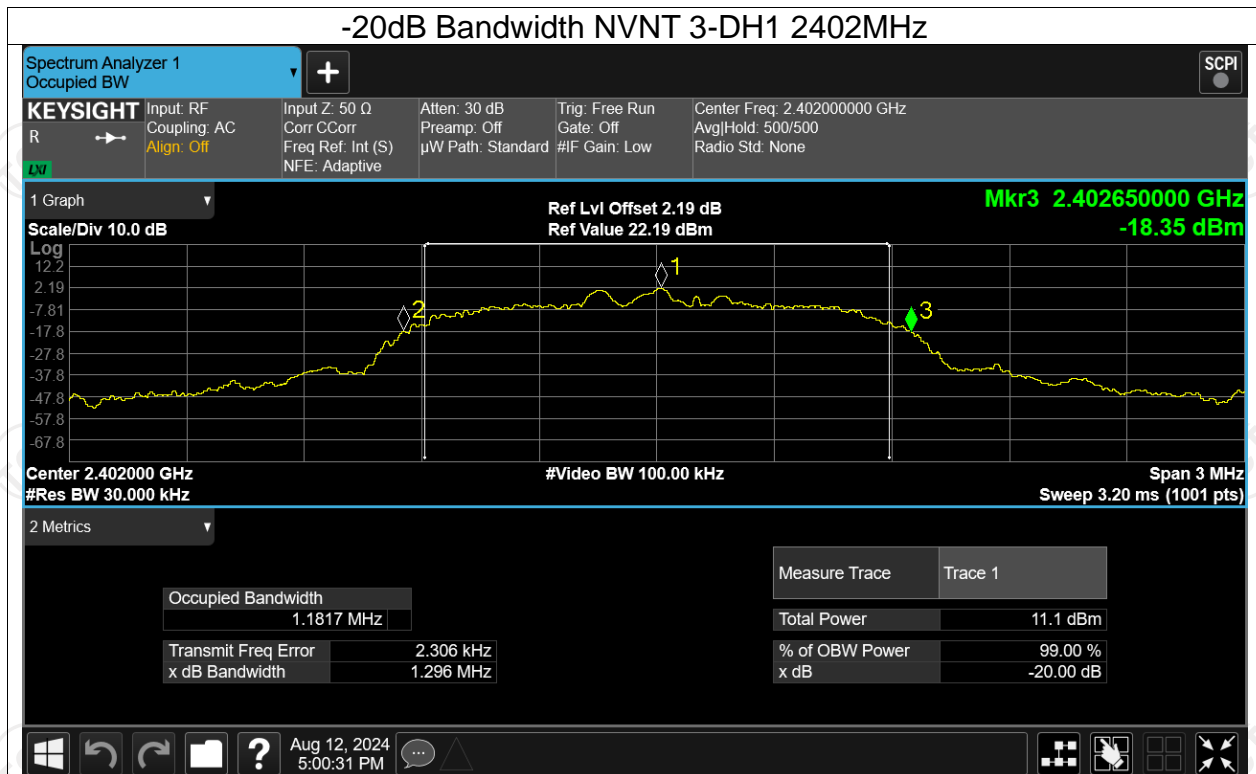 -20dB Bandwidth NVNT 3-DH1 2402MHz
Spectrum Analyzer 1
Occupied BW
SCPI
KEYSIGHT
R
LXI
Input: RF
Coupling: AC
Align: Off
Input Z: 50 Ω
Corr CCorr
Freq Ref: Int (S)
NFE: Adaptive
Atten: 30 dB
Preamp: Off
µW Path: Standard
Trig: Free Run
Gate: Off
#IF Gain: Low
Center Freq: 2.402000000 GHz
Avg|Hold: 500/500
Radio Std: None
1 Graph
Scale/Div 10.0 dB
Ref Lvl Offset 2.19 dB
Ref Value 22.19 dBm
Mkr3 2.402650000 GHz
-18.35 dBm
Log
12.2
2.19
-7.81
-17.8
-27.8
-37.8
-47.8
-57.8
-67.8
1
2
3
Center 2.402000 GHz
#Video BW 100.00 kHz
Span 3 MHz
#Res BW 30.000 kHz
Sweep 3.20 ms (1001 pts)
2 Metrics
Measure Trace Trace 1
Occupied Bandwidth
1.1817 MHz
Total Power 11.1 dBm
Transmit Freq Error 2.306 kHz
% of OBW Power 99.00 %
x dB Bandwidth 1.296 MHz
x dB -20.00 dB
?
Aug 12, 2024
5:00:31 PM